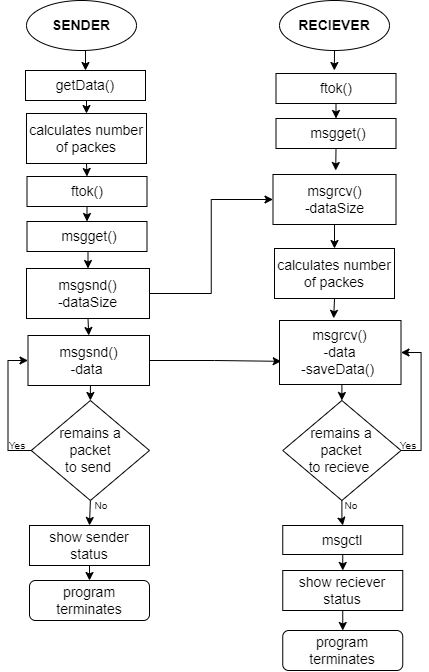 SENDER
getData()
calculates number
of packes
ftok()
msgget()
msgsnd()
-dataSize
msgsnd()
-data
Yes
remains a
packet
to send
No
show sender
status
program
terminates
RECIEVER
ftok()
msgget()
msgrcv()
-dataSize
calculates number
of packes
msgrcv()
-data
-saveData()
remains a
packet
to recieve
Yes
No
msgctl
show reciever
status
program
terminates